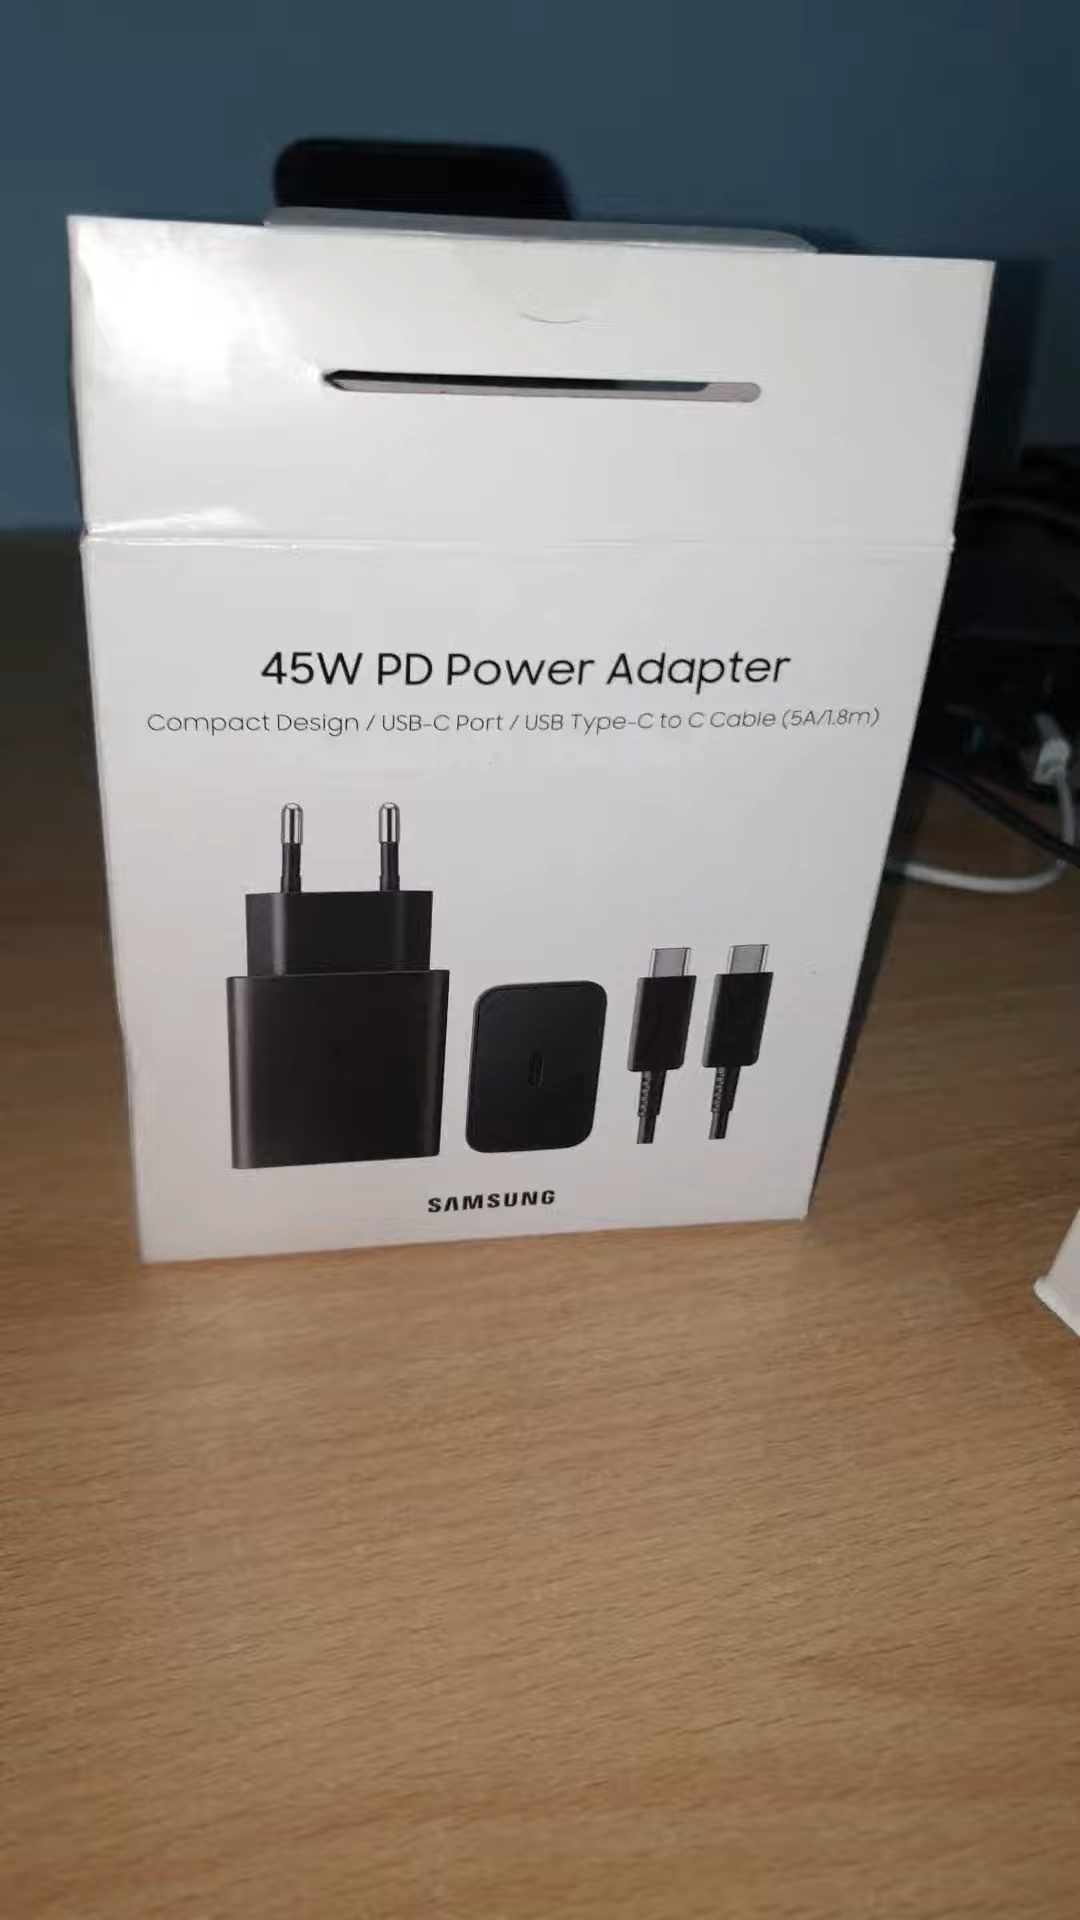 45W PD Power Adapter
Compact Design / USB-C Port / USB Type-C to C Cable (5A/1.8m)
SAMSUNG